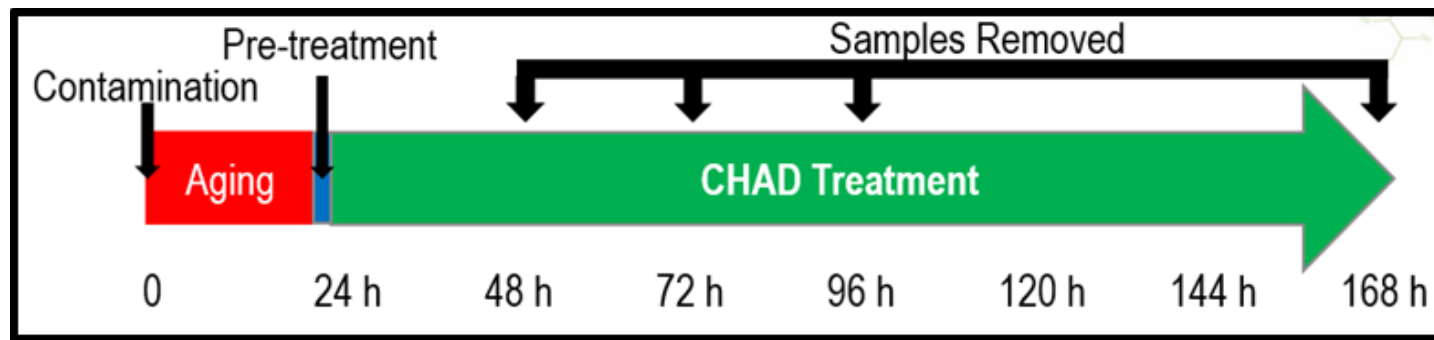 Pre-treatment
Samples Removed
Contamination
Aging
CHAD Treatment
0 24 h 48 h 72 h 96 h 120 h 144 h 168 h